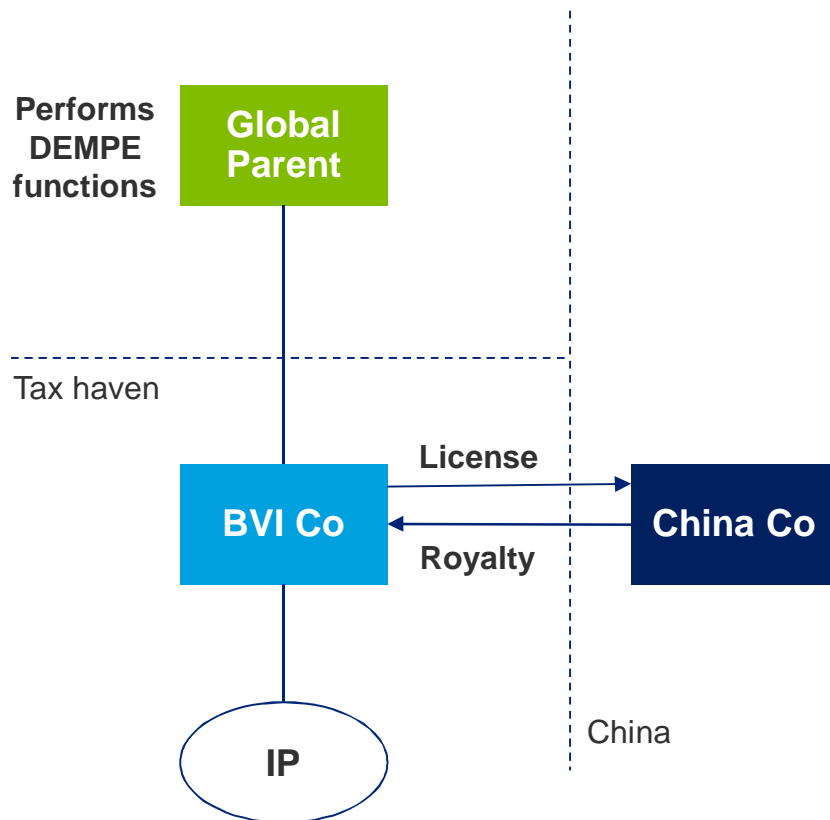 Performs
DEMPE
functions
Global
Parent
Tax haven
License
BVI Co
China Co
Royalty
China
IP